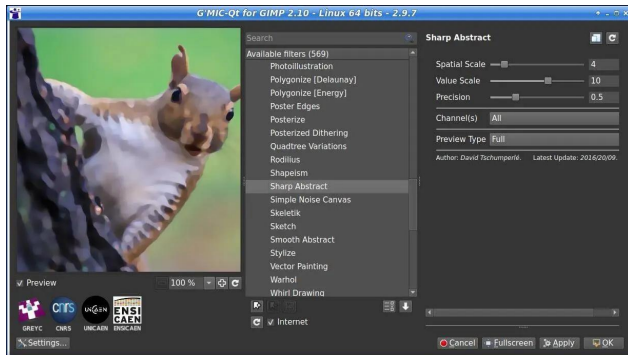 G'MIC-Qt for GIMP 2.10 - Linux 64 bits - 2.9.7
Search
Available filters (569)
Photoillustration
Polygonize [Delaunay]
Polygonize [Energy]
Poster Edges
Posterize
Posterized Dithering
Quadtree Variations
Rodilius
Shapeism
Sharp Abstract
Simple Noise Canvas
Skeletik
Sketch
Smooth Abstract
Stylize
Vector Painting
Warhol
Whirl Drawing
Internet
Sharp Abstract
Spatial Scale 4
Value Scale 10
Precision 0.5
Channel(s) All
Preview Type Full
Author: David Tschumperlé. Latest Update: 2016/20/09.
Preview 100 %
GREYC
cnrs
CNRS
UNICAEN
UNICAEN
ENSI
CAEN
ENSICAEN
Settings...
Cancel
Fullscreen
Apply
OK